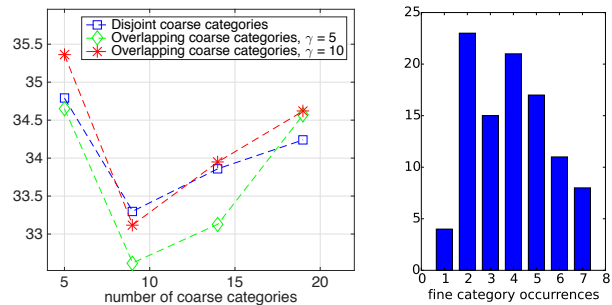 Disjoint coarse categories
Overlapping coarse categories, γ = 5
Overlapping coarse categories, γ = 10
35.5
35
34.5
34
33.5
33
5 10 15 20
number of coarse categories
25
20
15
10
5
0
0 1 2 3 4 5 6 7 8
fine category occurrences